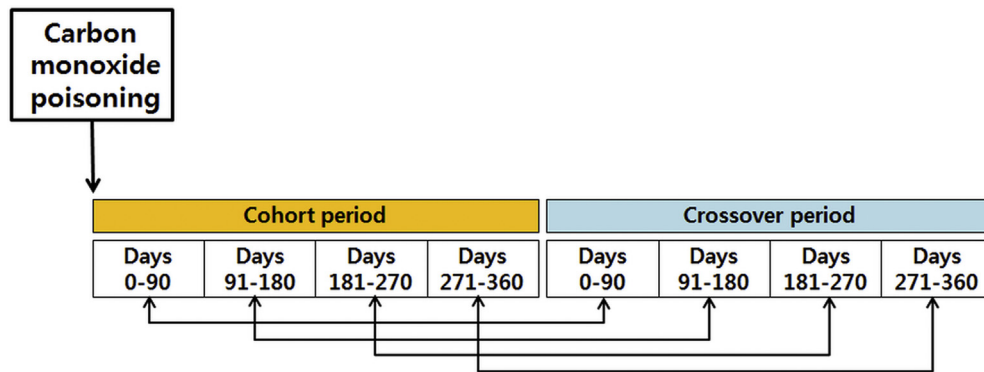 Carbon
monoxide
poisoning
Cohort period
Crossover period
Days
0-90
Days
91-180
Days
181-270
Days
271-360
Days
0-90
Days
91-180
Days
181-270
Days
271-360